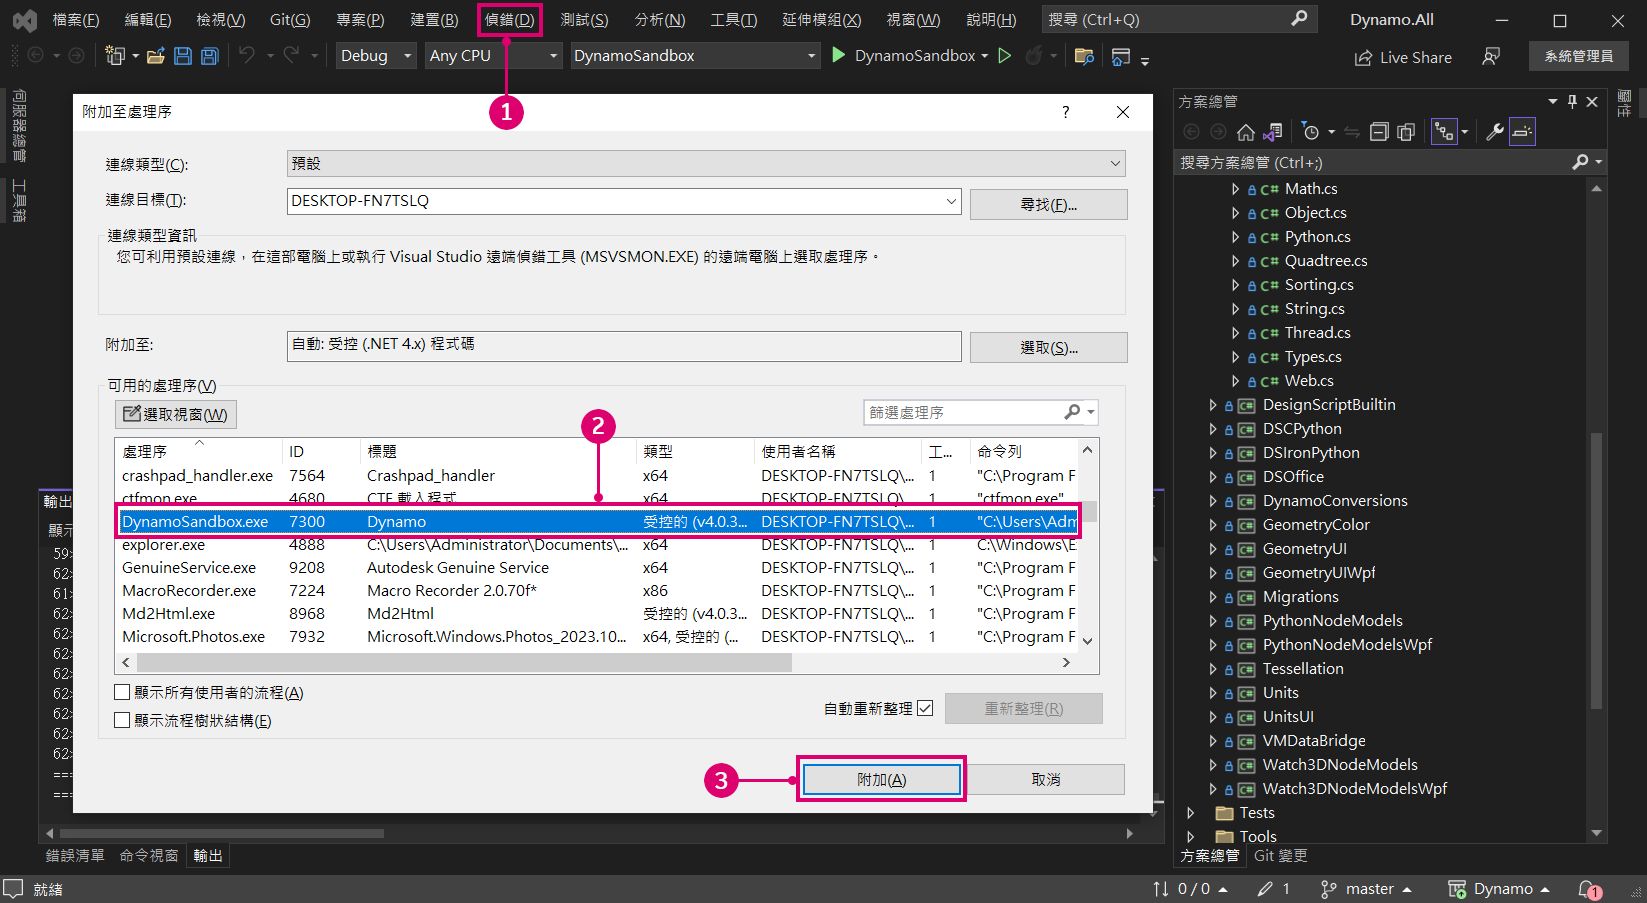 檔案(F) 編輯(E) 檢視(V) Git(G) 專案(P) 建置(B) 偵錯(D) 測試(S) 分析(N) 工具(T) 延伸模組(X) 視窗(W) 說明(H) 搜尋 (Ctrl+Q) Dynamo.All
Debug Any CPU DynamoSandbox DynamoSandbox Live Share 系統管理員
1
伺服器總管
工具箱
附加至處理序 ?
連線類型(C): 預設
連線目標(T): DESKTOP-FN7TSLQ 尋找(F)...
連線類型資訊
您可利用預設連線，在這部電腦上或執行 Visual Studio 遠端偵錯工具 (MSVSMON.EXE) 的遠端電腦上選取處理序。
附加至: 自動: 受控 (.NET 4.x) 程式碼 選取(S)...
可用的處理序(V)
選取視窗(W) 2 篩選處理序
處理序 ID 標題 類型 使用者名稱 工... 命令列
crashpad_handler.exe 7564 Crashpad_handler x64 DESKTOP-FN7TSLQ\... 1 "C:\Program F
ctfmon.exe 4680 CTF 載入程式 x64 DESKTOP-FN7TSLQ\... 1 "ctfmon.exe"
DynamoSandbox.exe 7300 Dynamo 受控的 (v4.0.3... DESKTOP-FN7TSLQ\... 1 "C:\Users\Adm
explorer.exe 4888 C:\Users\Administrator\Documents\... x64 DESKTOP-FN7TSLQ\... 1 C:\Windows\E
GenuineService.exe 9208 Autodesk Genuine Service x64 DESKTOP-FN7TSLQ\... 1 "C:\Program F
MacroRecorder.exe 7224 Macro Recorder 2.0.70f* x86 DESKTOP-FN7TSLQ\... 1 "C:\Program F
Md2Html.exe 8968 Md2Html 受控的 (v4.0.3... DESKTOP-FN7TSLQ\... 1 "C:\Program F
Microsoft.Photos.exe 7932 Microsoft.Windows.Photos_2023.10... x64, 受控的 (... DESKTOP-FN7TSLQ\... 1 "C:\Program F
顯示所有使用者的流程(A)
顯示流程樹狀結構(E)
自動重新整理 重新整理(R)
3 附加(A) 取消
輸出
顯示
59>
62>
61>
62>
62>
62>
62>
62>
62>
62>
62>
===
===
錯誤清單 命令視窗 輸出
方案總管
搜尋方案總管 (Ctrl+;)
C# Math.cs
C# Object.cs
C# Python.cs
C# Quadtree.cs
C# Sorting.cs
C# String.cs
C# Thread.cs
C# Types.cs
C# Web.cs
C# DesignScriptBuiltin
C# DSCPython
C# DSIronPython
C# DSOffice
C# DynamoConversions
C# GeometryColor
C# GeometryUI
C# GeometryUIWpf
C# Migrations
C# PythonNodeModels
C# PythonNodeModelsWpf
C# Tessellation
C# Units
C# UnitsUI
C# VMDataBridge
C# Watch3DNodeModels
C# Watch3DNodeModelsWpf
Tests
Tools
方案總管 Git 變更
屬性
就緒 0 / 0 1 master Dynamo 1